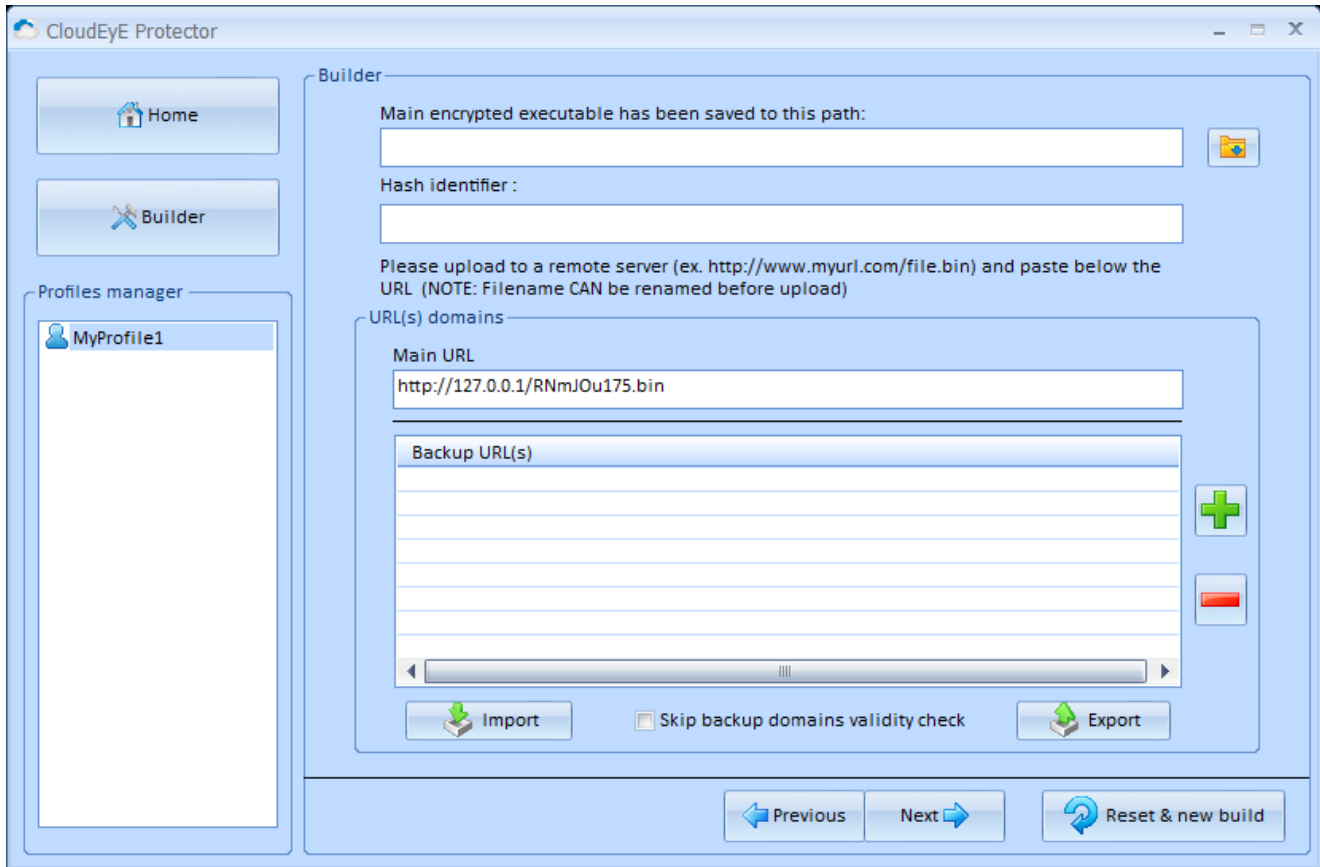 CloudEyE Protector
Home
Builder
Profiles manager
MyProfile1
Builder
Main encrypted executable has been saved to this path:
Hash identifier :
Please upload to a remote server (ex. http://www.myurl.com/file.bin) and paste below the
URL (NOTE: Filename CAN be renamed before upload)
URL(s) domains
Main URL
http://127.0.0.1/RNmJOu175.bin
Backup URL(s)
Import
Skip backup domains validity check
Export
Previous
Next
Reset & new build